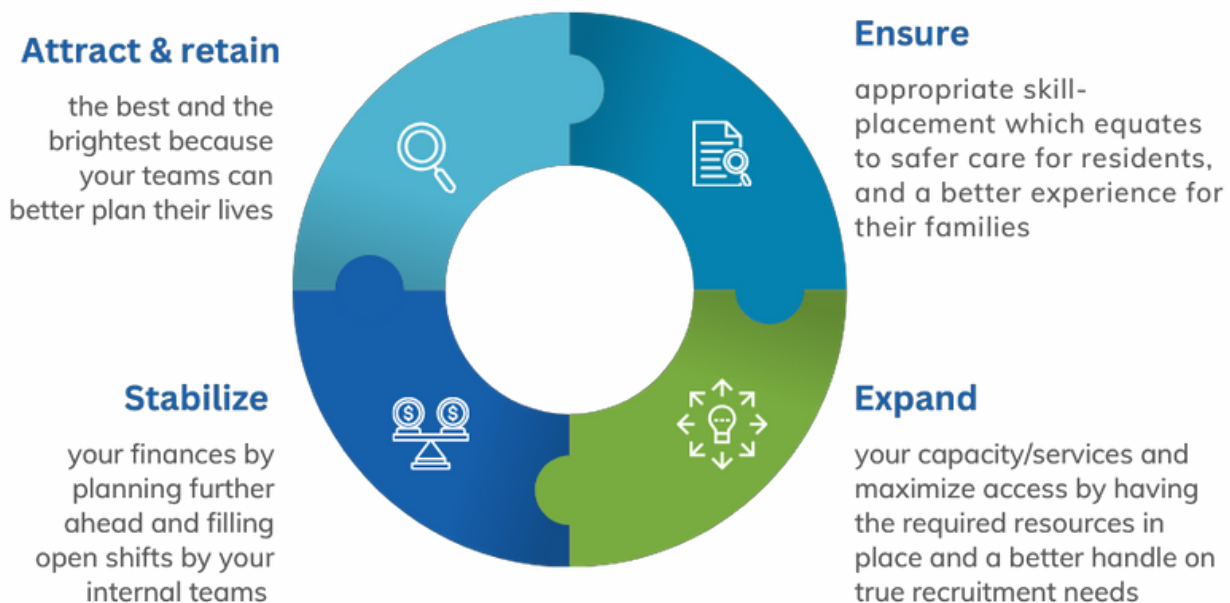 Attract & retain
the best and the
brightest because
your teams can
better plan their lives
Ensure
appropriate skill-
placement which equates
to safer care for residents,
and a better experience for
their families
Stabilize
your finances by
planning further
ahead and filling
open shifts by your
internal teams
$ $
Expand
your capacity/services and
maximize access by having
the required resources in
place and a better handle on
true recruitment needs